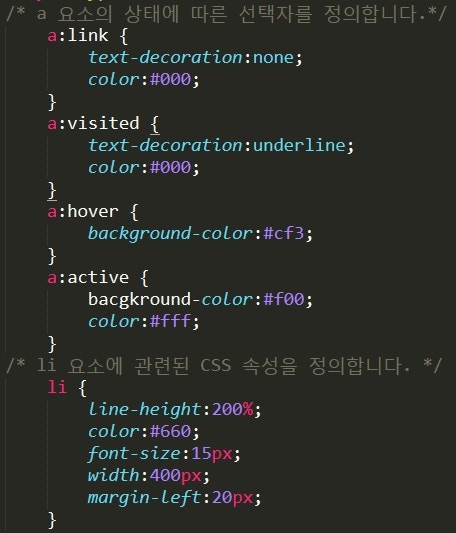 /* a 요소의 상태에 따른 선택자를 정의합니다.*/
a:link {
text-decoration:none;
color:#000;
}
a:visited {
text-decoration:underline;
color:#000;
}
a:hover {
background-color:#cf3;
}
a:active {
bacgkround-color:#f00;
color:#fff;
}
/* li 요소에 관련된 CSS 속성을 정의합니다. */
li {
line-height:200%;
color:#660;
font-size:15px;
width:400px;
margin-left:20px;
}